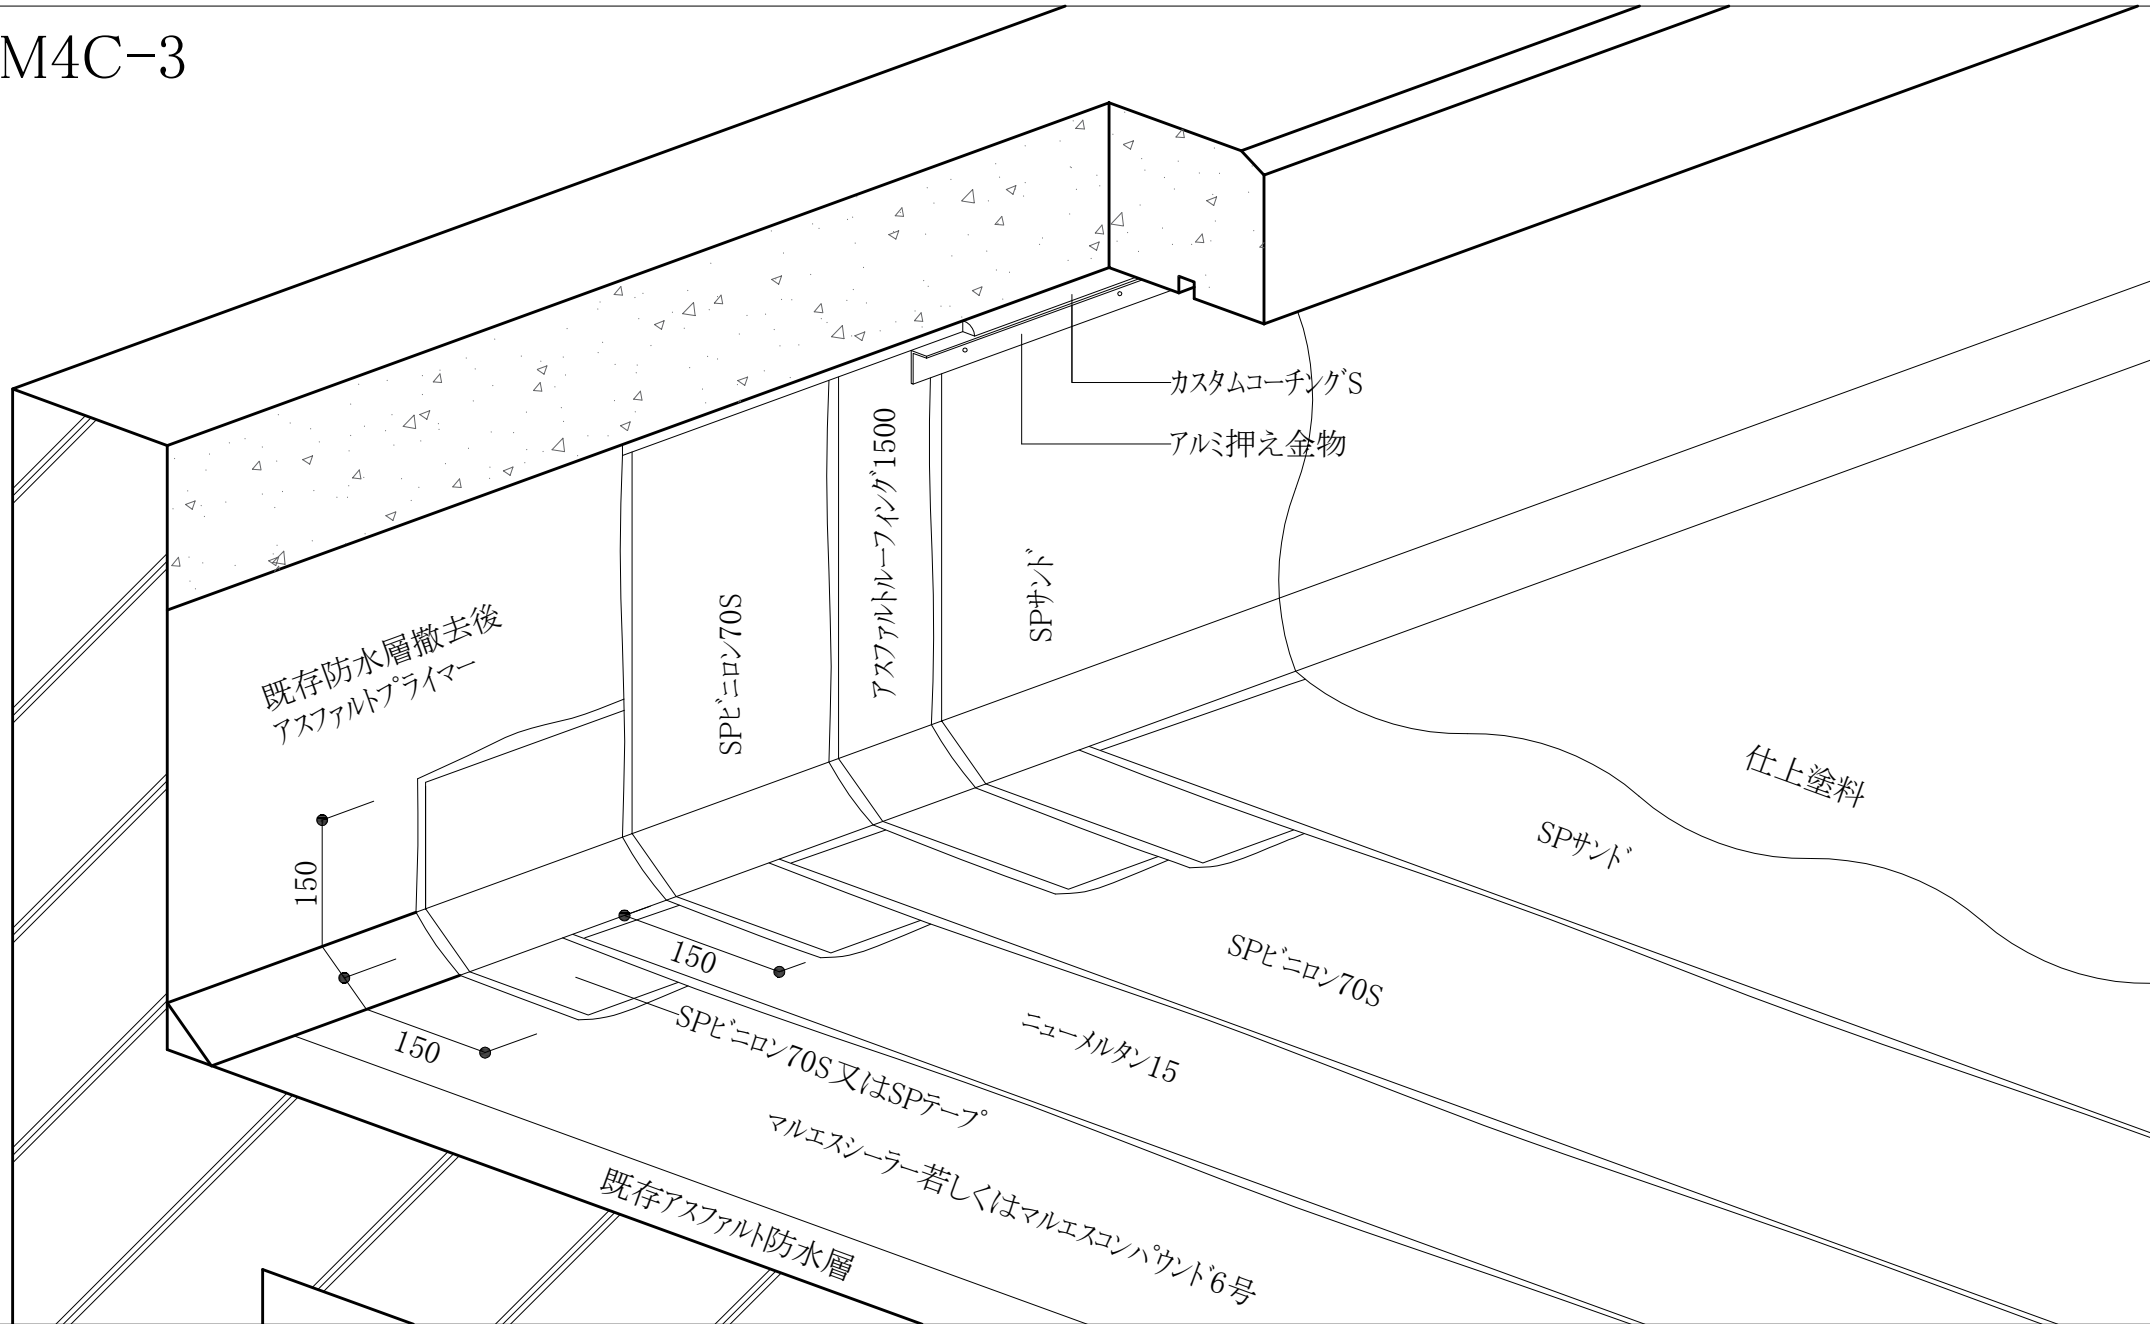 M4C-3
カスタムコーチングS
アルミ押え金物
アスファルトルーフィング1500
SPサンド
SPビニロン70S
既存防水層撤去後
アスファルトプライマー
150
150
150
仕上塗料
SPサンド
SPビニロン70S
ニューメルタン15
SPビニロン70S又はSPテープ
マルエスシーラー若しくはマルエスコンパウンド6号
既存アスファルト防水層